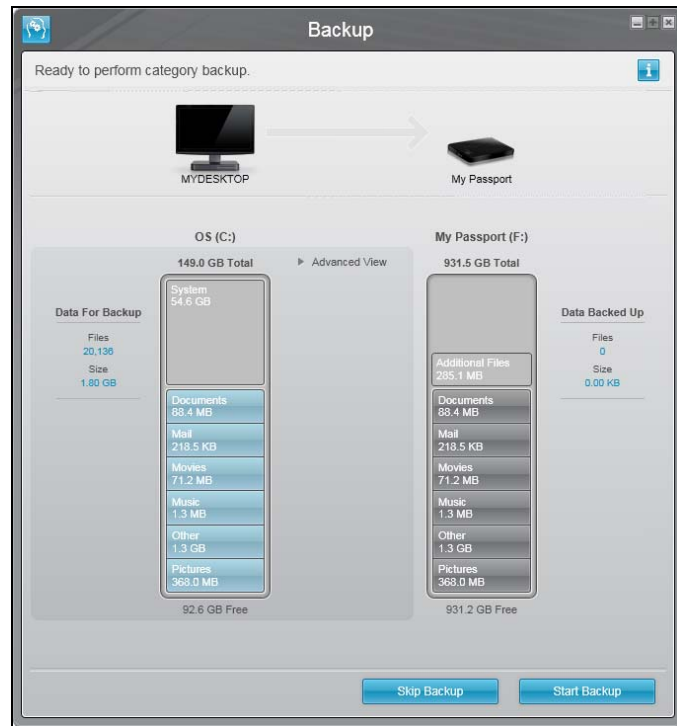 Backup
Ready to perform category backup.
MYDESKTOP
My Passport
OS (C:)
149.0 GB Total
Advanced View
Data For Backup
Files
20,136
Size
1.80 GB
System
54.6 GB
Documents
88.4 MB
Mail
218.5 KB
Movies
71.2 MB
Music
1.3 MB
Other
1.3 GB
Pictures
368.0 MB
92.6 GB Free
My Passport (F:)
931.5 GB Total
Additional Files
285.1 MB
Documents
88.4 MB
Mail
218.5 KB
Movies
71.2 MB
Music
1.3 MB
Other
1.3 GB
Pictures
368.0 MB
931.2 GB Free
Data Backed Up
Files
0
Size
0.00 KB
Skip Backup
Start Backup